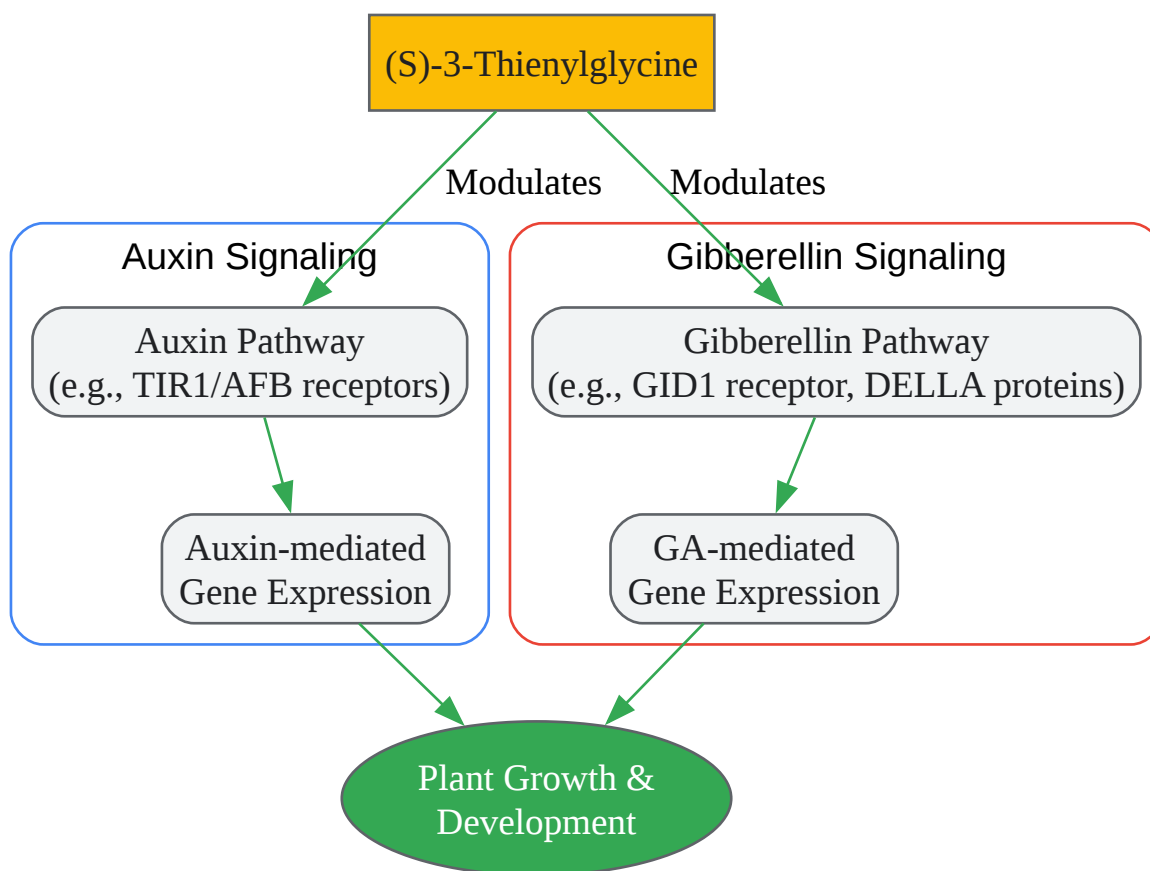 (S)-3-Thienylglycine
Modulates
Modulates
Auxin Signaling
Gibberellin Signaling
Auxin Pathway
(e.g., TIR1/AFB receptors)
Gibberellin Pathway
(e.g., GID1 receptor, DELLA proteins)
Auxin-mediated
Gene Expression
GA-mediated
Gene Expression
Plant Growth &
Development